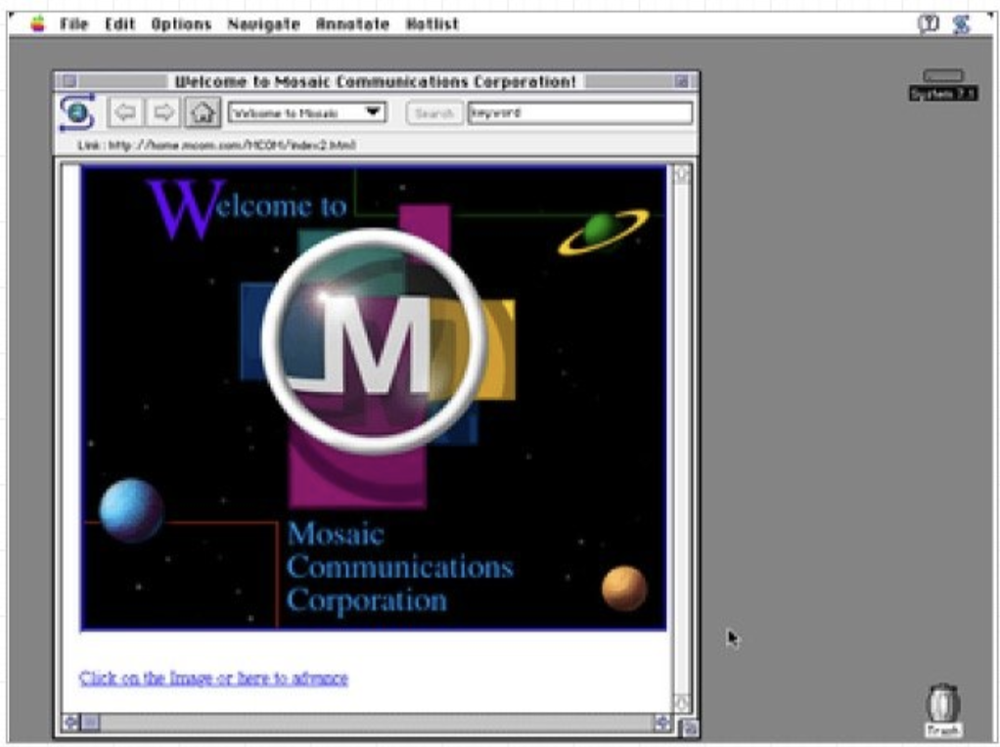 File Edit Options Navigate Annotate Hotlist
Welcome to Mosaic Communications Corporation!
System 7.1
Welcome to Mosaic Search keyword
Link: http://home.mcom.com/MCOM/index2.html
Welcome to
M
Mosaic
Communications
Corporation
Click on the Image or here to advance
Trash